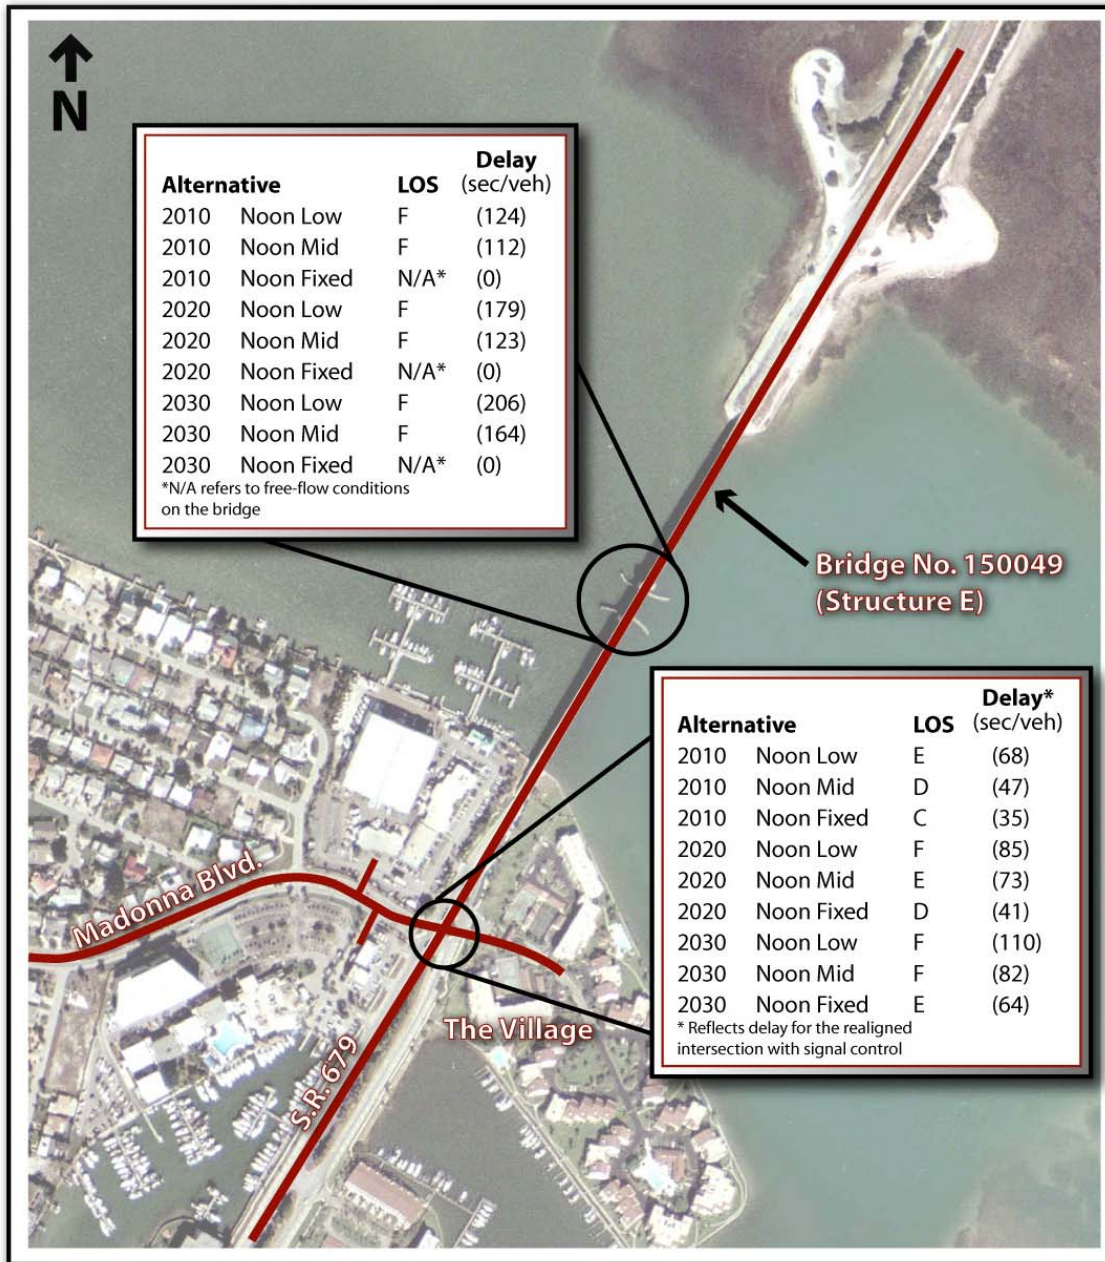 N
Delay
Alternative LOS (sec/veh)
2010 Noon Low F (124)
2010 Noon Mid F (112)
2010 Noon Fixed N/A* (0)
2020 Noon Low F (179)
2020 Noon Mid F (123)
2020 Noon Fixed N/A* (0)
2030 Noon Low F (206)
2030 Noon Mid F (164)
2030 Noon Fixed N/A* (0)
*N/A refers to free-flow conditions
on the bridge
Bridge No. 150049
(Structure E)
Delay*
Alternative LOS (sec/veh)
2010 Noon Low E (68)
2010 Noon Mid D (47)
2010 Noon Fixed C (35)
2020 Noon Low F (85)
2020 Noon Mid E (73)
2020 Noon Fixed D (41)
2030 Noon Low F (110)
2030 Noon Mid F (82)
2030 Noon Fixed E (64)
* Reflects delay for the realigned
intersection with signal control
Madonna Blvd.
The Village
S.R. 679